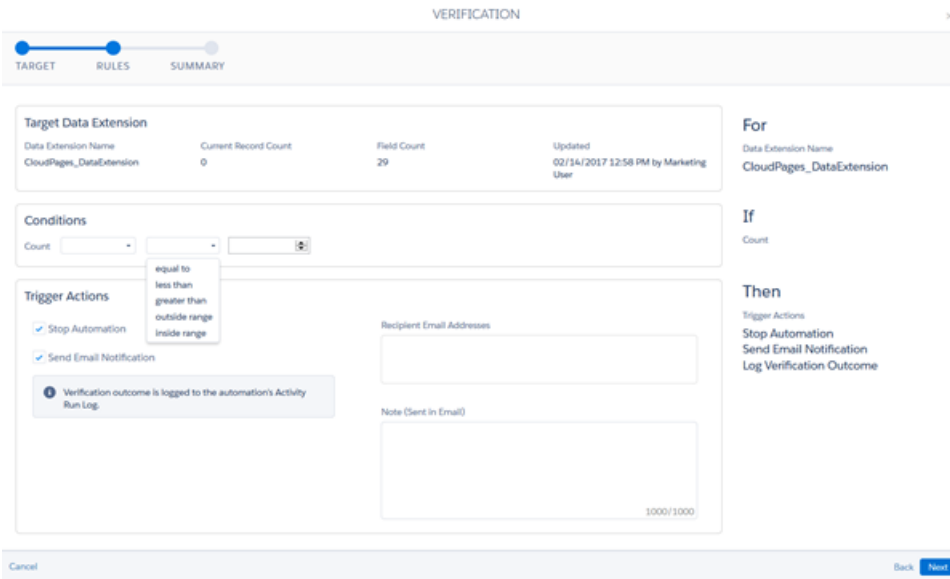 VERIFICATION
TARGET RULES SUMMARY
Target Data Extension
Data Extension Name Current Record Count Field Count Updated
CloudPages_DataExtension 0 29 02/14/2017 12:58 PM by Marketing
User
Conditions
Count
equal to
less than
greater than
outside range
inside range
Trigger Actions
Stop Automation
Send Email Notification
Verification outcome is logged to the automation's Activity
Run Log.
Recipient Email Addresses
Note (Sent in Email)
1000/1000
For
Data Extension Name
CloudPages_DataExtension
If
Count
Then
Trigger Actions
Stop Automation
Send Email Notification
Log Verification Outcome
Cancel Back Next